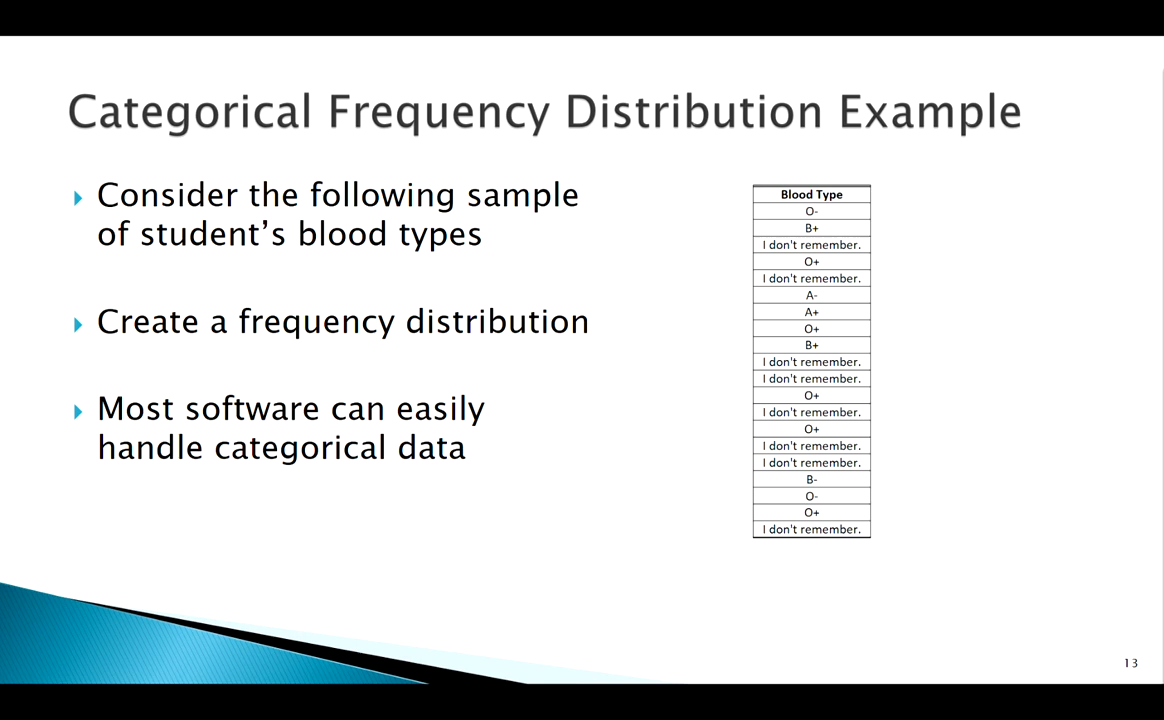 Categorical Frequency Distribution Example
Consider the following sample
of student’s blood types
Create a frequency distribution
Most software can easily
handle categorical data
Blood Type
O-
B+
I don't remember.
O+
I don't remember.
A-
A+
O+
B+
I don't remember.
I don't remember.
O+
I don't remember.
O+
I don't remember.
I don't remember.
B-
O-
O+
I don't remember.
13